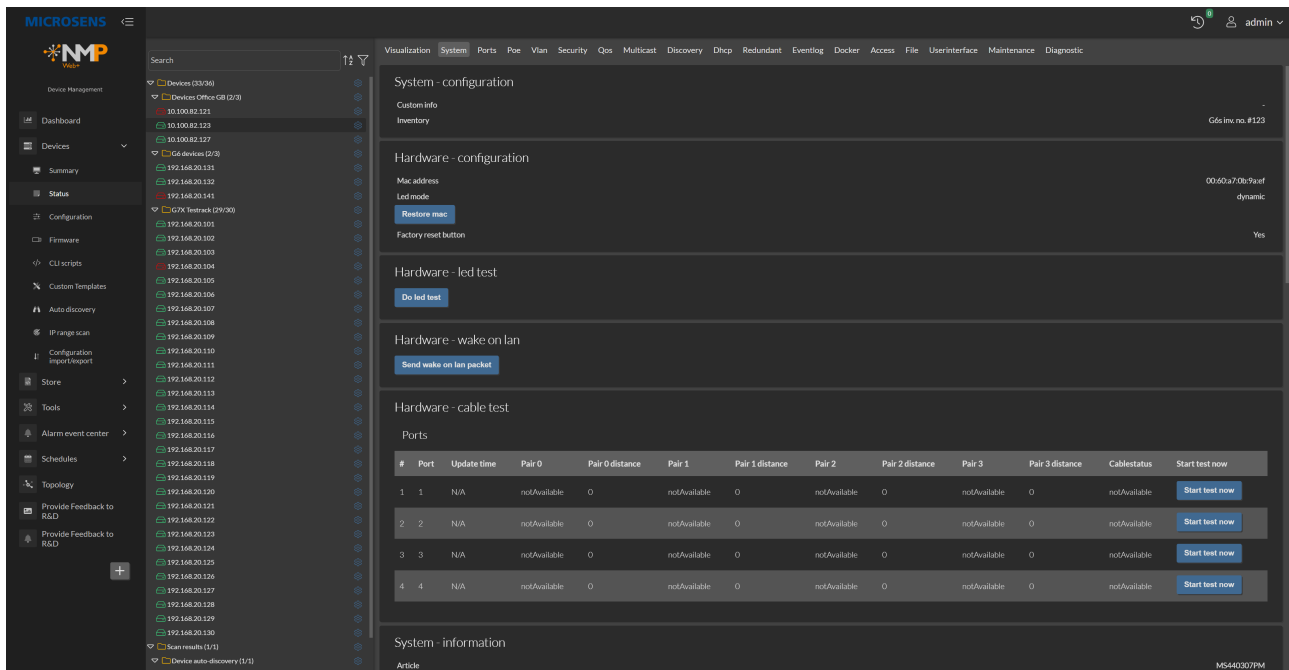 MICROSENS
0
admin
NMP
Web+
Device Management
Dashboard
Devices
Summary
Status
Configuration
Firmware
CLI scripts
Custom Templates
Auto discovery
IP range scan
Configuration
import/export
Store
Tools
Alarm event center
Schedules
Topology
Provide Feedback to
R&D
Provide Feedback to
R&D
+
Search
Devices (33/36)
Devices Office GB (2/3)
10.100.82.121
10.100.82.123
10.100.82.127
G6 devices (2/3)
192.168.20.131
192.168.20.132
192.168.20.141
G7X Testrack (29/30)
192.168.20.101
192.168.20.102
192.168.20.103
192.168.20.104
192.168.20.105
192.168.20.106
192.168.20.107
192.168.20.108
192.168.20.109
192.168.20.110
192.168.20.111
192.168.20.112
192.168.20.113
192.168.20.114
192.168.20.115
192.168.20.116
192.168.20.117
192.168.20.118
192.168.20.119
192.168.20.120
192.168.20.121
192.168.20.122
192.168.20.123
192.168.20.124
192.168.20.125
192.168.20.126
192.168.20.127
192.168.20.128
192.168.20.129
192.168.20.130
Scan results (1/1)
Device auto-discovery (1/1)
Visualization System Ports Poe Vlan Security Qos Multicast Discovery Dhcp Redundant Eventlog Docker Access File Userinterface Maintenance Diagnostic
System - configuration
Custom info -
Inventory G6s inv. no. #123
Hardware - configuration
Mac address 00:60:a7:0b:9a:ef
Led mode dynamic
Restore mac
Factory reset button Yes
Hardware - led test
Do led test
Hardware - wake on lan
Send wake on lan packet
Hardware - cable test
Ports
# Port Update time Pair 0 Pair 0 distance Pair 1 Pair 1 distance Pair 2 Pair 2 distance Pair 3 Pair 3 distance Cablestatus Start test now
1 1 N/A notAvailable 0 notAvailable 0 notAvailable 0 notAvailable 0 notAvailable Start test now
2 2 N/A notAvailable 0 notAvailable 0 notAvailable 0 notAvailable 0 notAvailable Start test now
3 3 N/A notAvailable 0 notAvailable 0 notAvailable 0 notAvailable 0 notAvailable Start test now
4 4 N/A notAvailable 0 notAvailable 0 notAvailable 0 notAvailable 0 notAvailable Start test now
System - information
Article MS440307PM